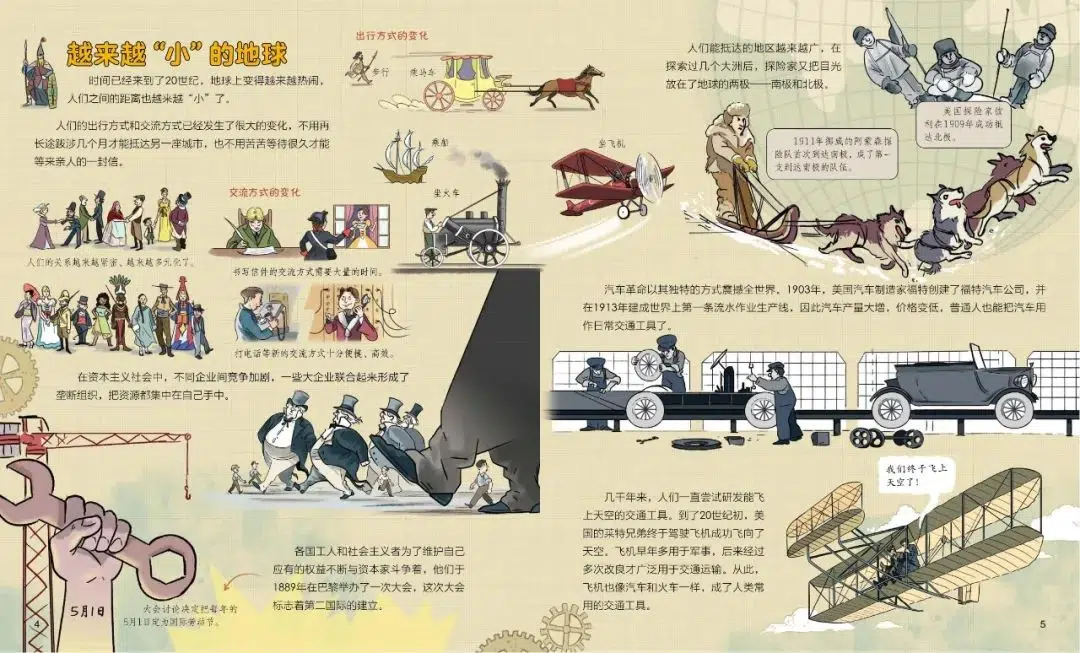 越来越“小”的地球
时间已经来到了20世纪，地球上变得越来越热闹，
人们之间的距离也越来越“小”了。
人们的出行方式和交流方式已经发生了很大的变化，不用再
长途跋涉几个月才能抵达另一座城市，也不用苦苦等待很久才能
等来亲人的一封信。
出行方式的变化
步行
乘马车
乘船
坐火车
坐飞机
人们的关系越来越紧密、越来越多元化了。
交流方式的变化
书写信件的交流方式需要大量的时间。
打电话等新的交流方式十分便捷、高效。
在资本主义社会中，不同企业间竞争加剧，一些大企业联合起来形成了
垄断组织，把资源都集中在自己手中。
各国工人和社会主义者为了维护自己
应有的权益不断与资本家斗争着，他们于
1889年在巴黎举办了一次大会，这次大会
标志着第二国际的建立。
5月1日
大会讨论决定把每年的
5月1日定为国际劳动节。
4
人们能抵达的地区越来越广，在
探索过几个大洲后，探险家又把目光
放在了地球的两极——南极和北极。
美国探险家皮
利在1909年成功抵
达北极。
1911年挪威的阿蒙森探
险队首次到达南极，成了第一
支到达南极的队伍。
汽车革命以其独特的方式震撼全世界，1903年，美国汽车制造家福特创建了福特汽车公司，并
在1913年建成世界上第一条流水作业生产线，因此汽车产量大增，价格变低，普通人也能把汽车用
作日常交通工具了。
几千年来，人们一直尝试研发能飞
上天空的交通工具。到了20世纪初，美
国的莱特兄弟终于驾驶飞机成功飞向了
天空。飞机早年多用于军事，后来经过
多次改良才广泛用于交通运输。从此，
飞机也像汽车和火车一样，成了人类常
用的交通工具。
我们终于飞上
天空了！
5